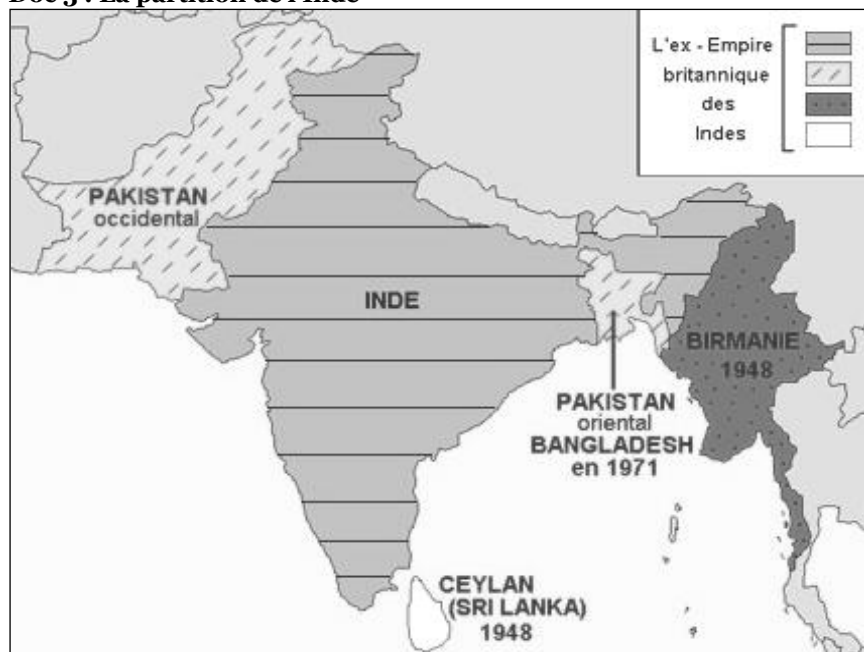 Doc 3 : La partition de l'Inde
L'ex - Empire
britannique
des
Indes
PAKISTAN
occidental
INDE
BIRMANIE
1948
PAKISTAN
oriental
BANGLADESH
en 1971
CEYLAN
(SRI LANKA)
1948